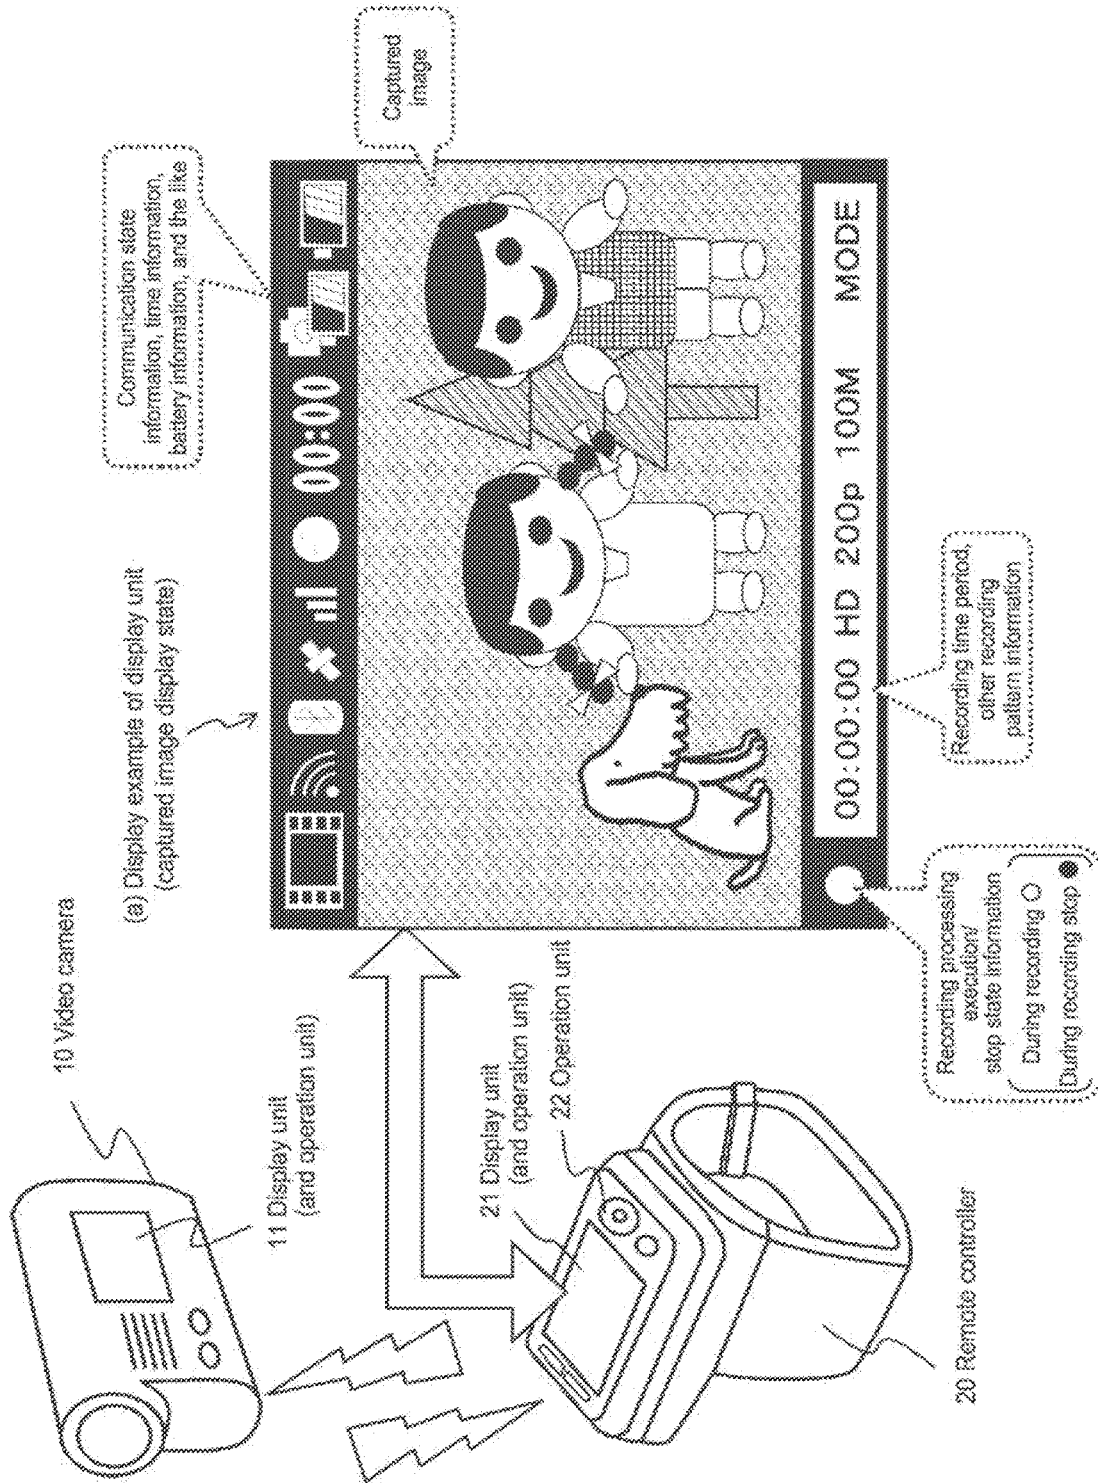 10 Video camera
11 Display unit
(and operation unit)
21 Display unit
(and operation unit)
22 Operation unit
20 Remote controller
(a) Display example of display unit
(captured image display state)
Communication state
information, time information,
battery information, and the like
Captured
image
00:00
00:00:00 HD 200p 100M MODE
Recording processing
execution/
stop state information
During recording ○
During recording stop ●
Recording time period,
other recording
pattern information